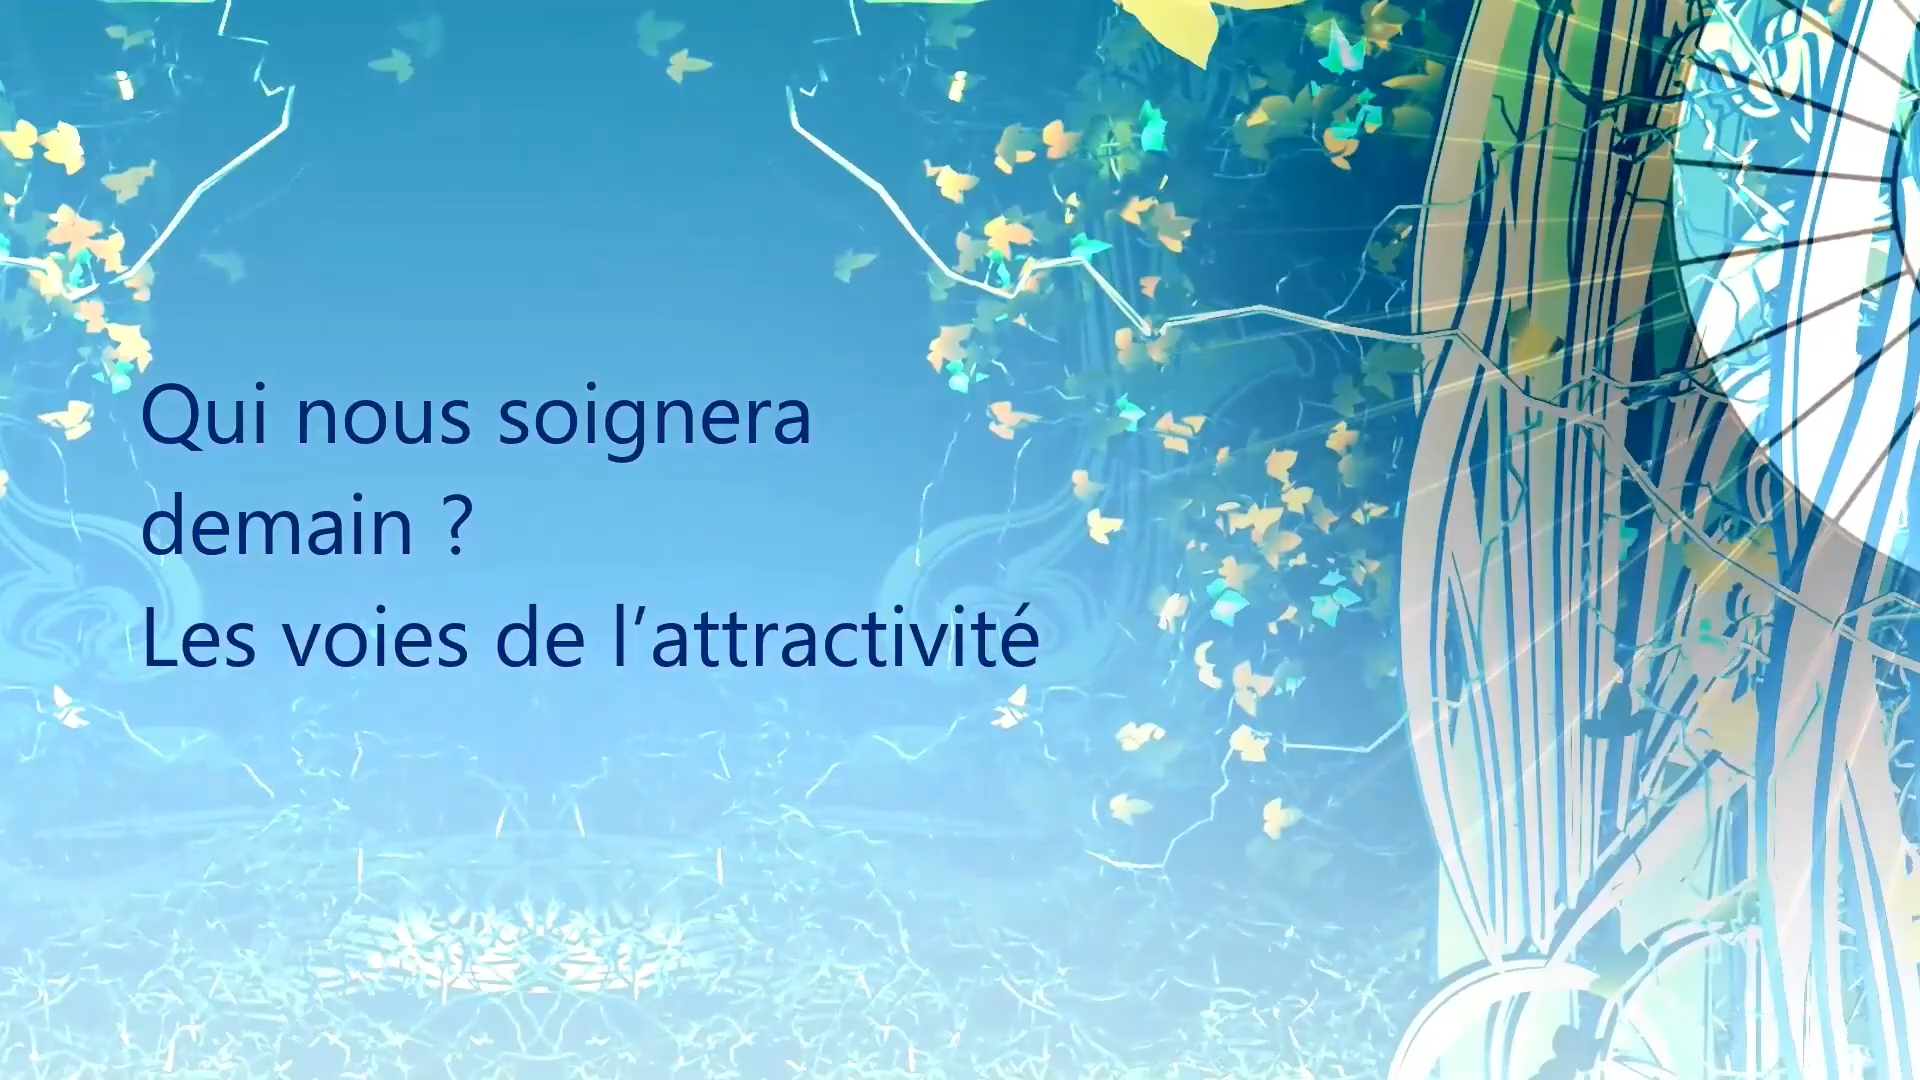 Qui nous soignera
demain ?
Les voies de l’attractivité